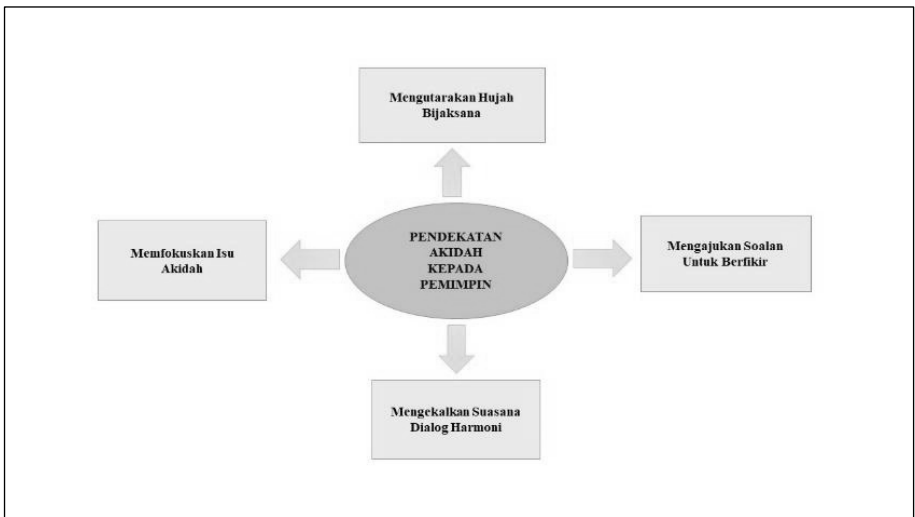 Mengutarakan Hujah
Bijaksana
Memfokuskan Isu
Akidah
PENDEKATAN
AKIDAH
KEPADA
PEMIMPIN
Mengajukan Soalan
Untuk Berfikir
Mengekalkan Suasana
Dialog Harmoni